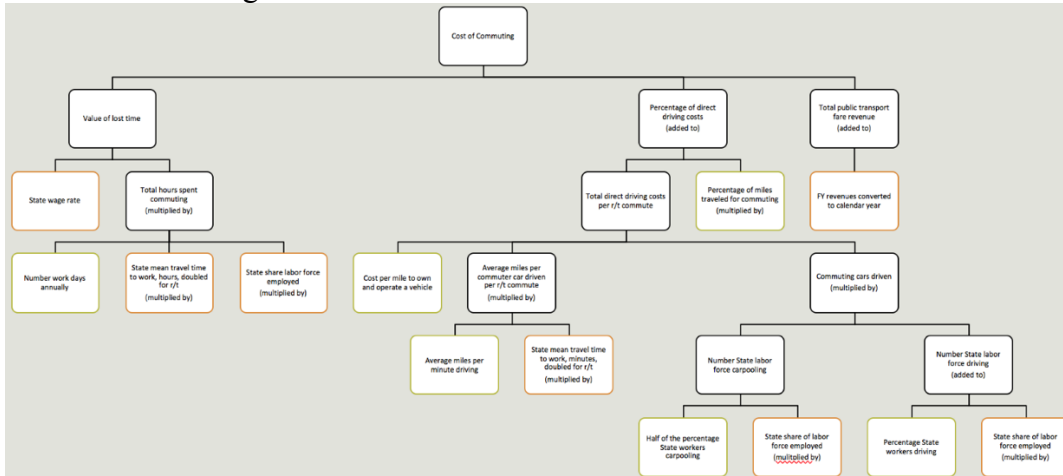 Cost of Commuting
Value of lost time
Percentage of direct
driving costs
(added to)
Total public transport
fare revenue
(added to)
State wage rate
Total hours spent
commuting
(multiplied by)
Total direct driving costs
per r/t commute
Percentage of miles
traveled for commuting
(multiplied by)
FY revenues converted
to calendar year
Number work days
annually
State mean travel time
to work, hours, doubled
for r/t
(multiplied by)
State share labor force
employed
(multiplied by)
Cost per mile to own
and operate a vehicle
Average miles per
commuter car driven
per r/t commute
(multiplied by)
Commuting cars driven
(multiplied by)
Average miles per
minute driving
State mean travel time
to work, minutes,
doubled for r/t
(multiplied by)
Number State labor
force carpooling
Number State labor
force driving
(added to)
Half of the percentage
State workers
carpooling
State share of labor
force employed
(mulitolied by)
Percentage State
workers driving
State share of labor
force employed
(multiplied by)